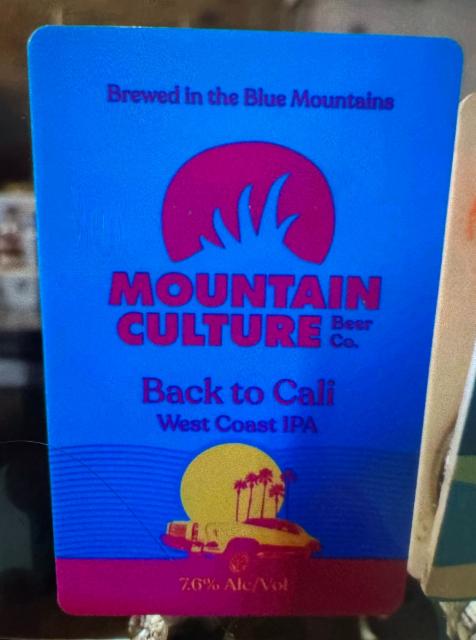 Brewed in the Blue Mountains
MOUNTAIN
CULTURE Beer Co.
Back to Cali
West Coast IPA
7.6% Alc/Vol